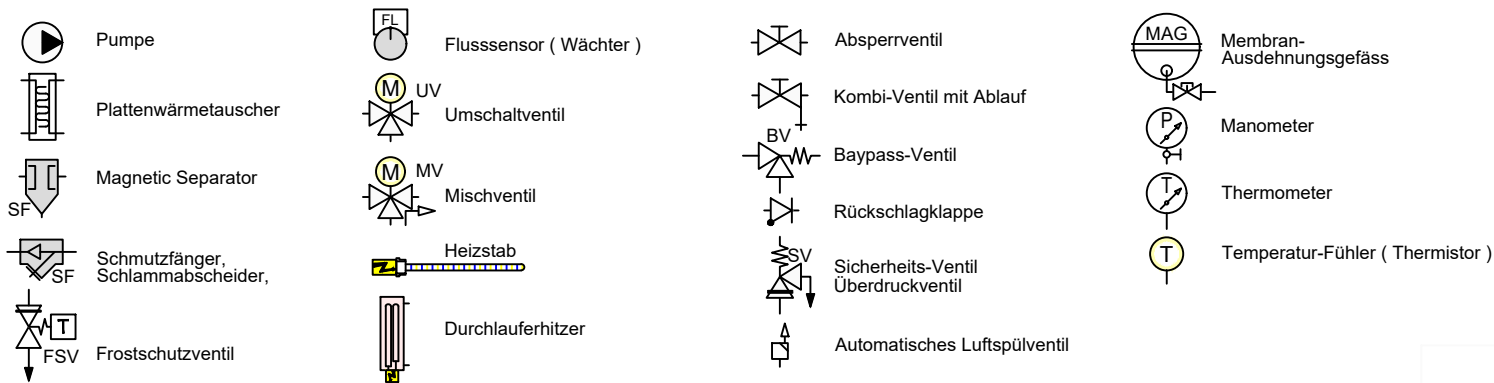 Pumpe
Plattenwärmetauscher
Magnetic Separator
SF
Schmutzfänger,
Schlammabscheider,
SF
T
FSV
Frostschutzventil
FL
Flusssensor ( Wächter )
M
UV
Umschaltventil
M
MV
Mischventil
Heizstab
Durchlauferhitzer
Absperrventil
Kombi-Ventil mit Ablauf
BV
Baypass-Ventil
Rückschlagklappe
SV
Sicherheits-Ventil
Überdruckventil
Automatisches Luftspülventil
MAG
Membran-
Ausdehnungsgefäss
P
Manometer
T
Thermometer
T
Temperatur-Fühler ( Thermistor )